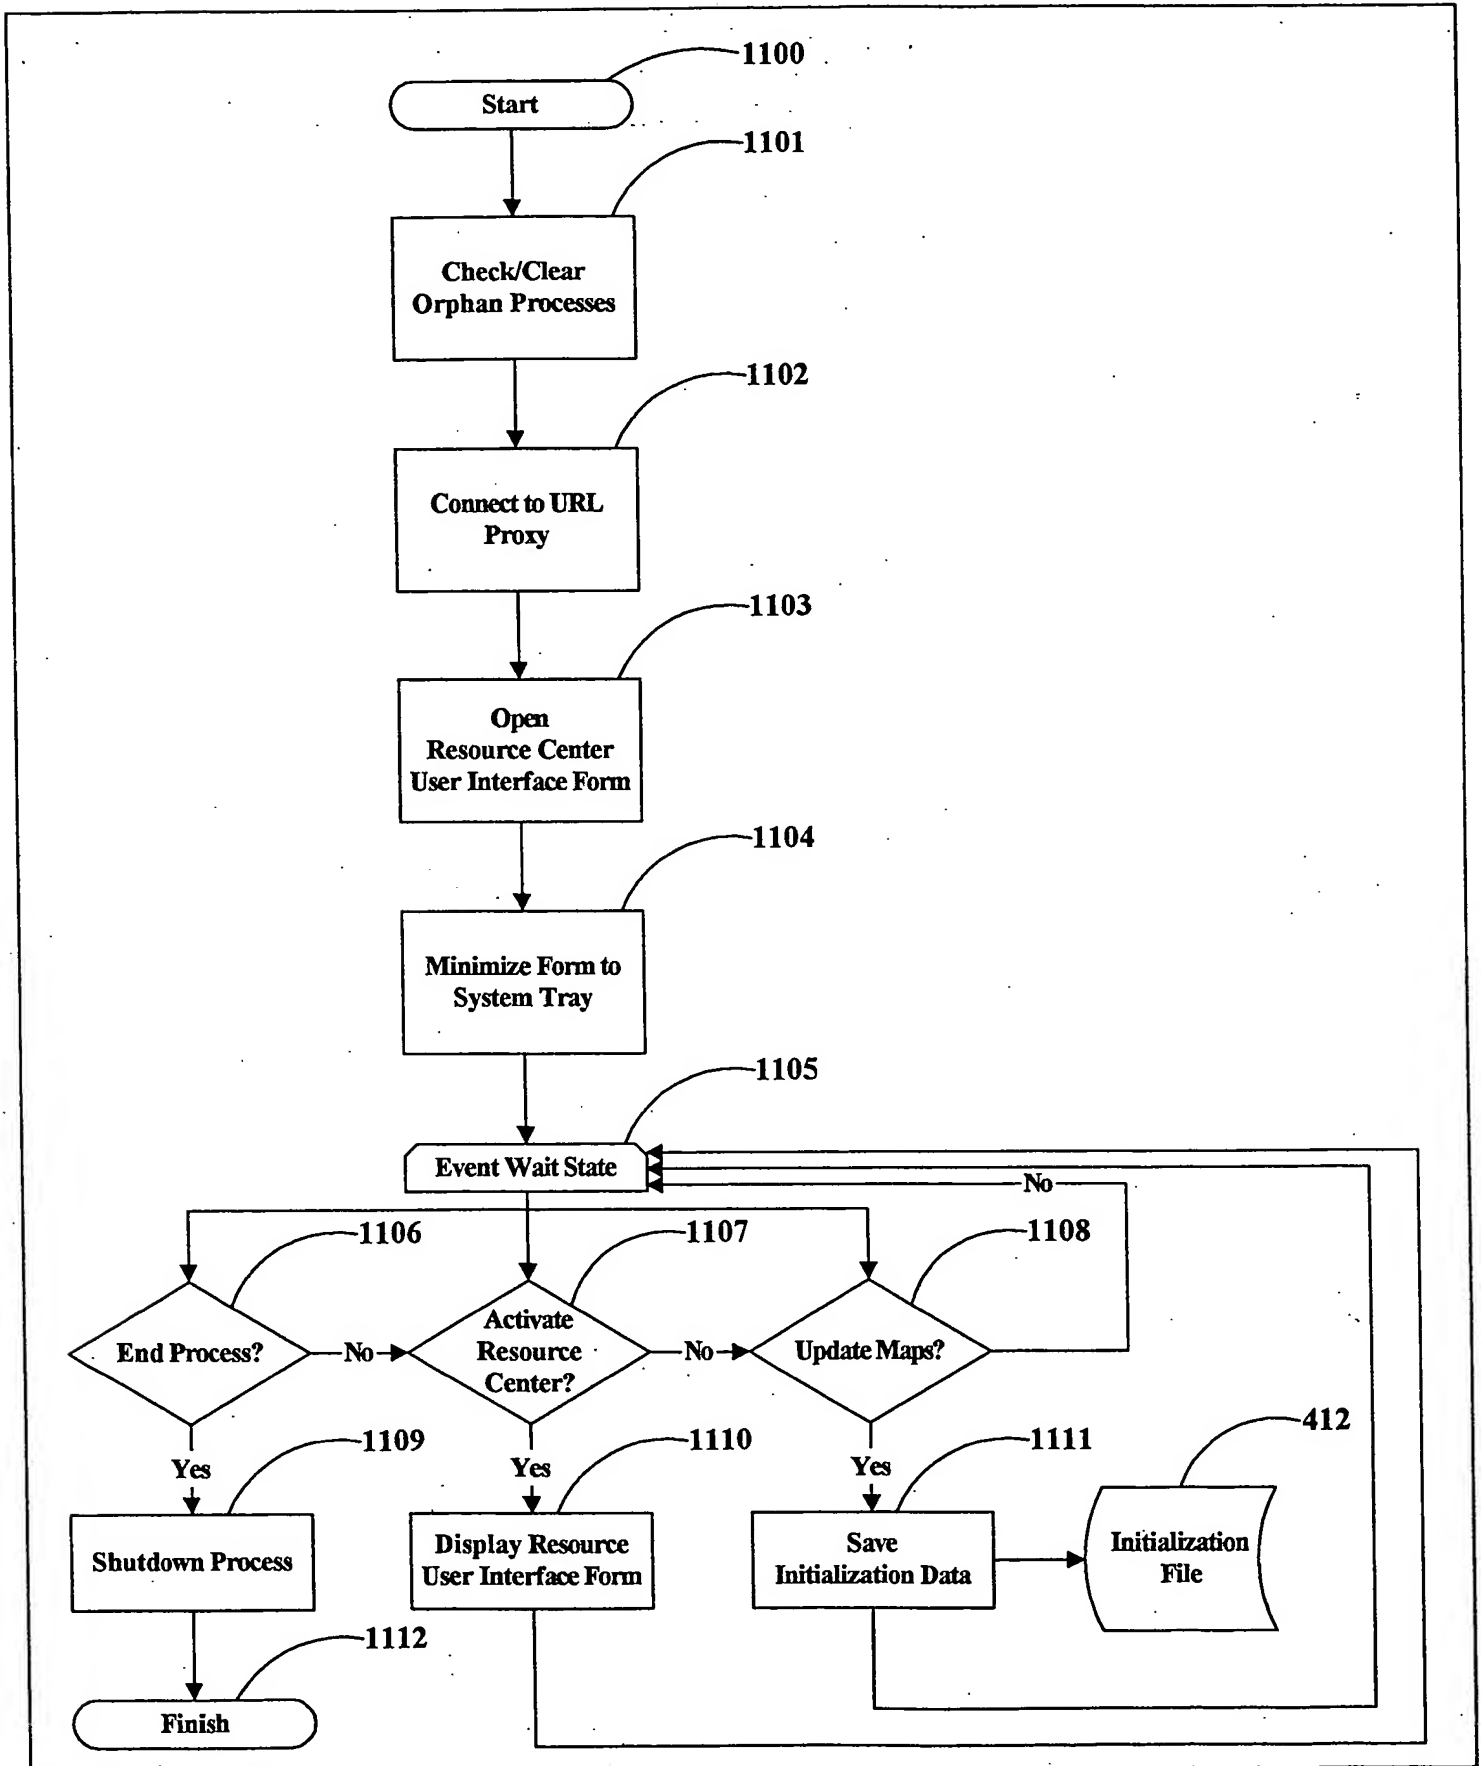 1100
Start
1101
Check/Clear
Orphan Processes
1102
Connect to URL
Proxy
1103
Open
Resource Center
User Interface Form
1104
Minimize Form to
System Tray
1105
Event Wait State
No
1106
1107
1108
End Process?
No
Activate
Resource
Center?
No
Update Maps?
Yes
1109
Yes
1110
Yes
1111
412
Shutdown Process
Display Resource
User Interface Form
Save
Initialization Data
Initialization
File
1112
Finish